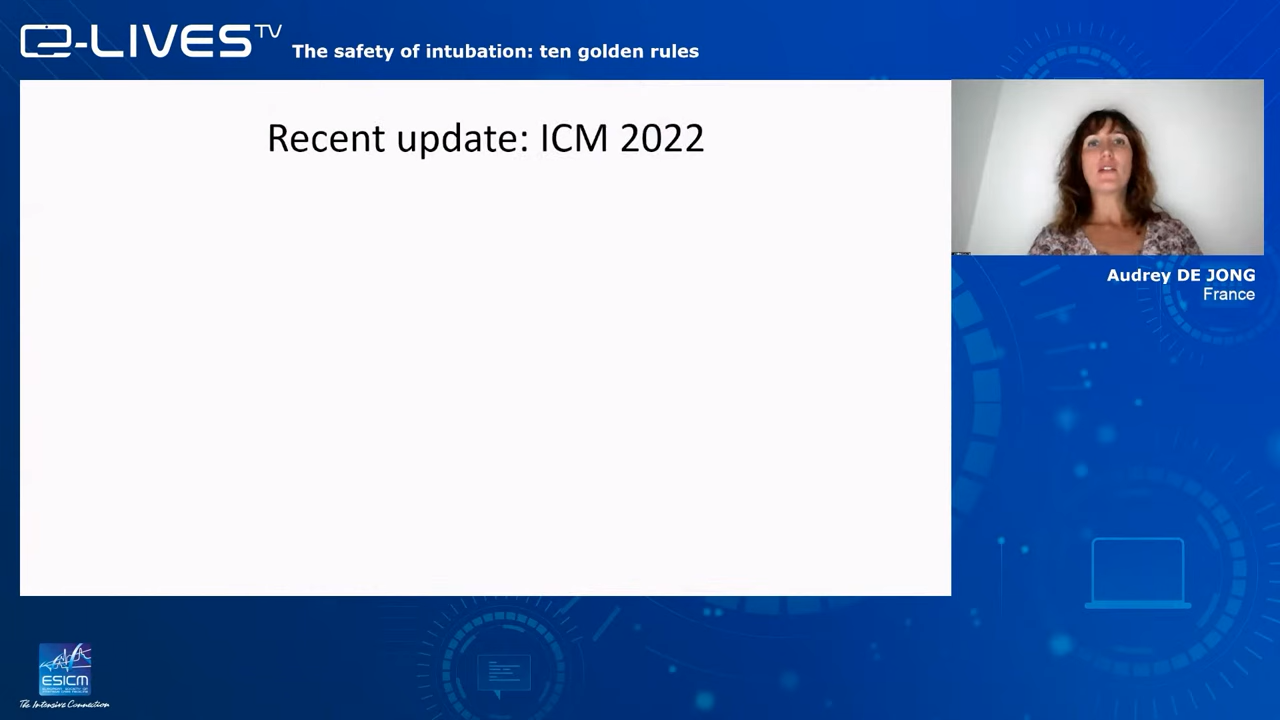 e-LIVES TV
The safety of intubation: ten golden rules
Recent update: ICM 2022
Audrey DE JONG
France
ESICM
The Intensive Connection